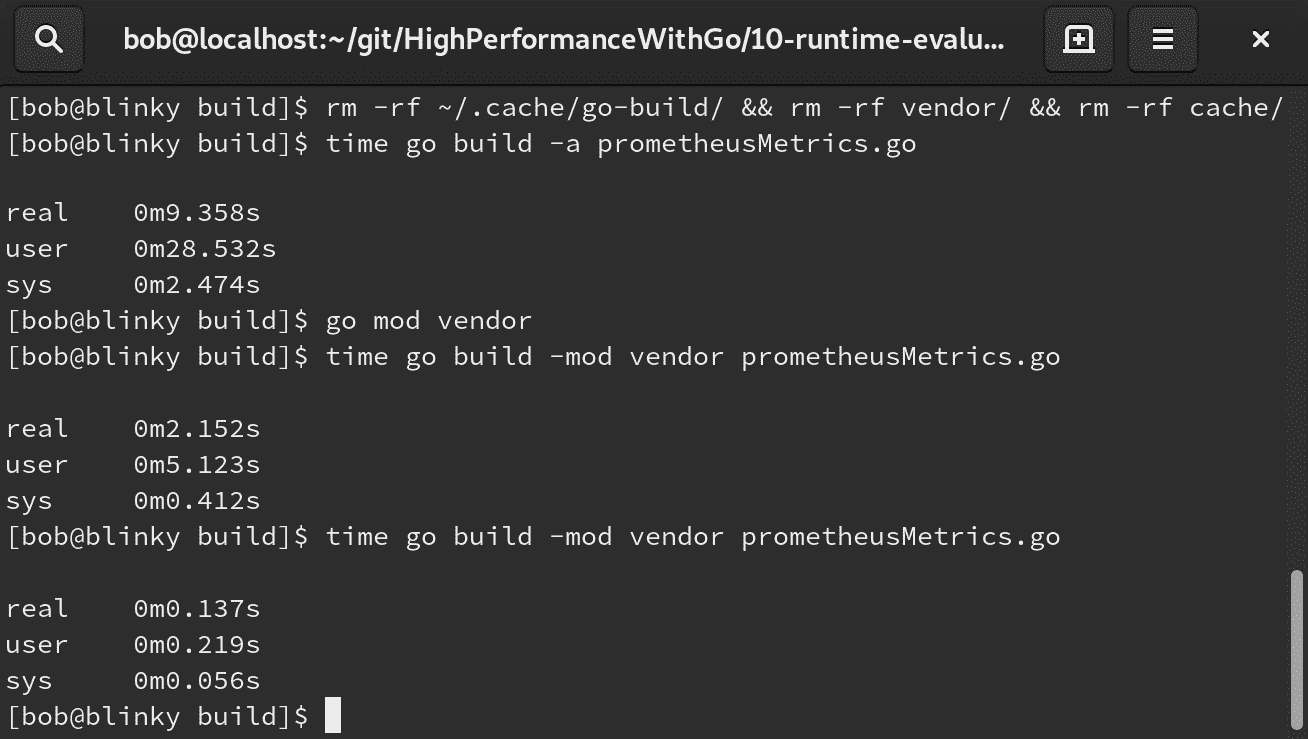 bob@localhost:~/git/HighPerformanceWithGo/10-runtime-evalu...
[bob@blinky build]$ rm -rf ~/.cache/go-build/ && rm -rf vendor/ && rm -rf cache/
[bob@blinky build]$ time go build -a prometheusMetrics.go
real 0m9.358s
user 0m28.532s
sys 0m2.474s
[bob@blinky build]$ go mod vendor
[bob@blinky build]$ time go build -mod vendor prometheusMetrics.go
real 0m2.152s
user 0m5.123s
sys 0m0.412s
[bob@blinky build]$ time go build -mod vendor prometheusMetrics.go
real 0m0.137s
user 0m0.219s
sys 0m0.056s
[bob@blinky build]$